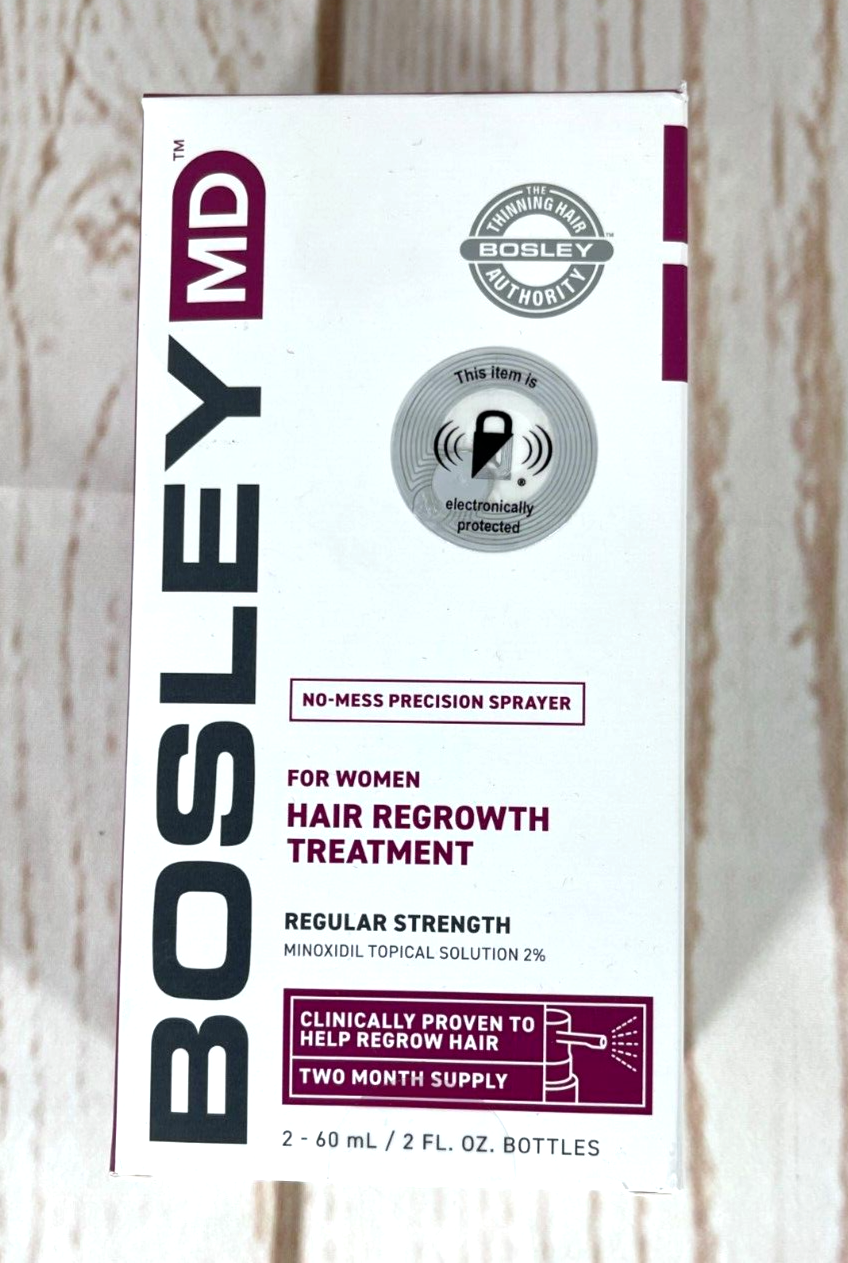 BOSLEY MD™
THE
THINNING HAIR
BOSLEY™
AUTHORITY
This item is
®
electronically
protected
NO-MESS PRECISION SPRAYER
FOR WOMEN
HAIR REGROWTH
TREATMENT
REGULAR STRENGTH
MINOXIDIL TOPICAL SOLUTION 2%
CLINICALLY PROVEN TO
HELP REGROW HAIR
TWO MONTH SUPPLY
2 - 60 mL / 2 FL. OZ. BOTTLES